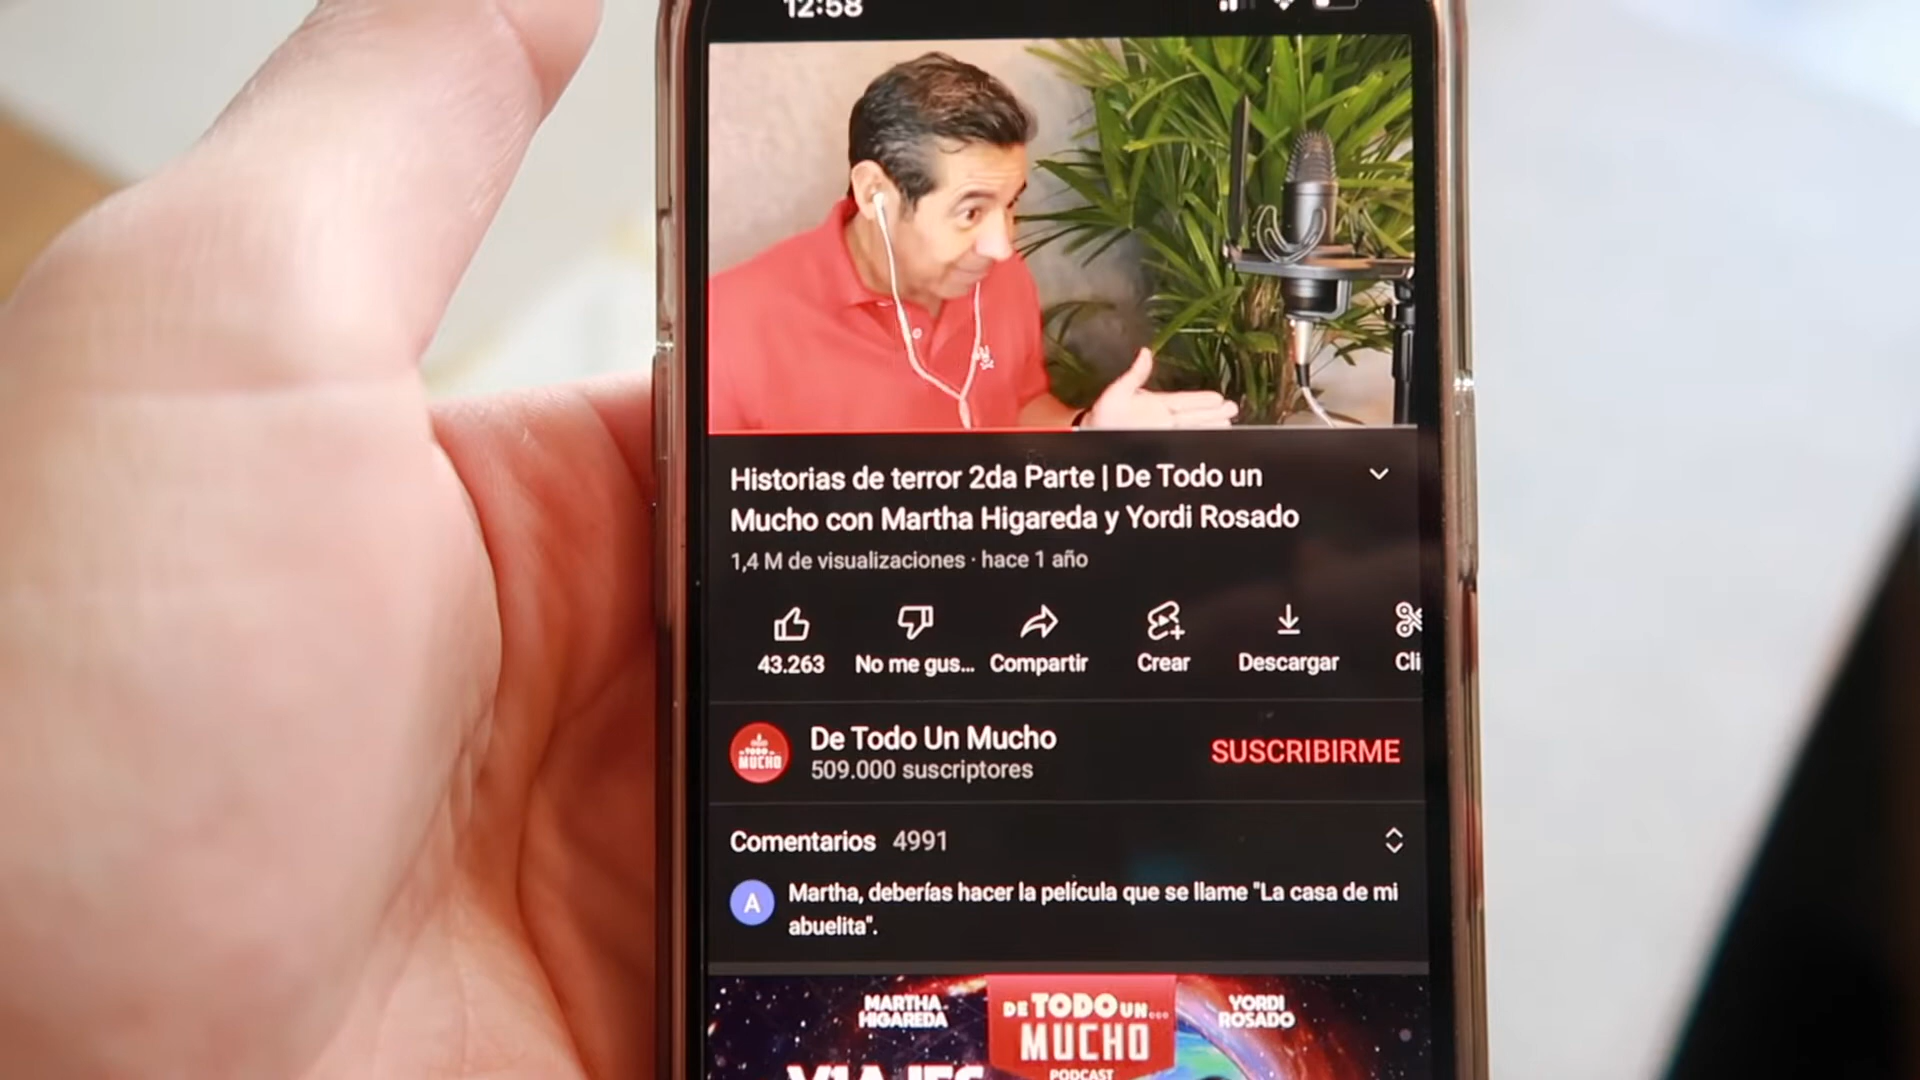 12:58
Historias de terror 2da Parte | De Todo un
Mucho con Martha Higareda y Yordi Rosado
1,4 M de visualizaciones · hace 1 año
43.263
No me gus...
Compartir
Crear
Descargar
Cli
De Todo Un Mucho
509.000 suscriptores
SUSCRIBIRME
TODO
MUCHO
Comentarios 4991
A
Martha, deberías hacer la película que se llame "La casa de mi
abuelita".
MARTHA
HIGAREDA
DE TODO UN...
MUCHO
PODCAST
YORDI
ROSADO
VIAJES